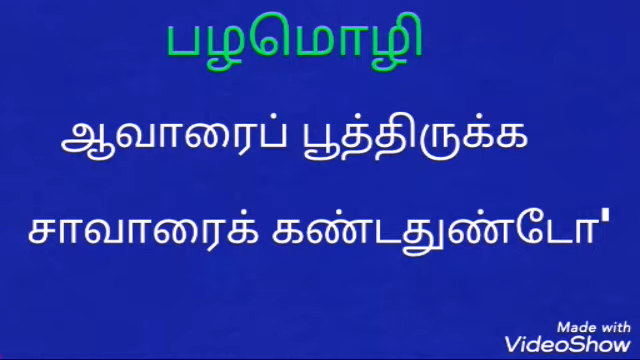 பழமொழி
ஆவாரைப் பூத்திருக்க
சாவாரைக் கண்டதுண்டோ'
Made with
VideoShow